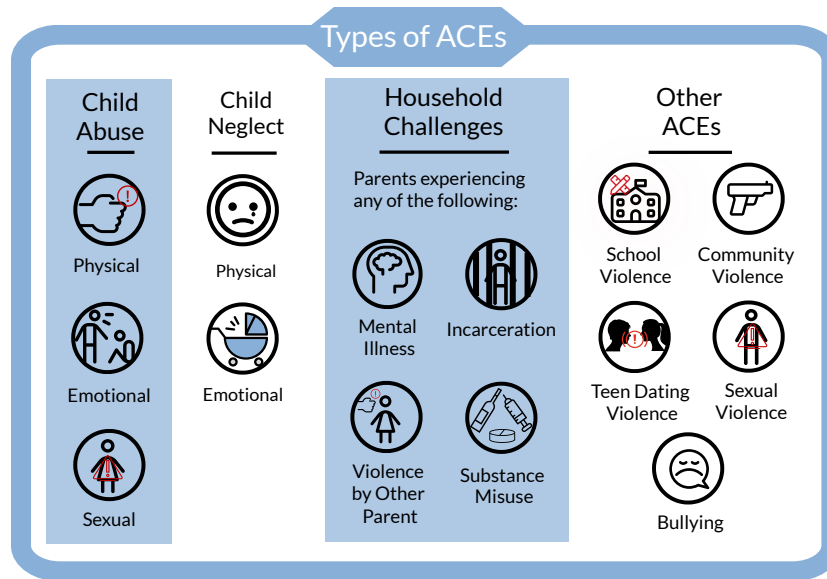 Types of ACEs
Child
Abuse
Physical
Emotional
Sexual
Child
Neglect
Physical
Emotional
Household
Challenges
Parents experiencing
any of the following:
Mental
Illness
Incarceration
Violence
by Other
Parent
Substance
Misuse
Other
ACEs
School
Violence
Community
Violence
Teen Dating
Violence
Sexual
Violence
Bullying